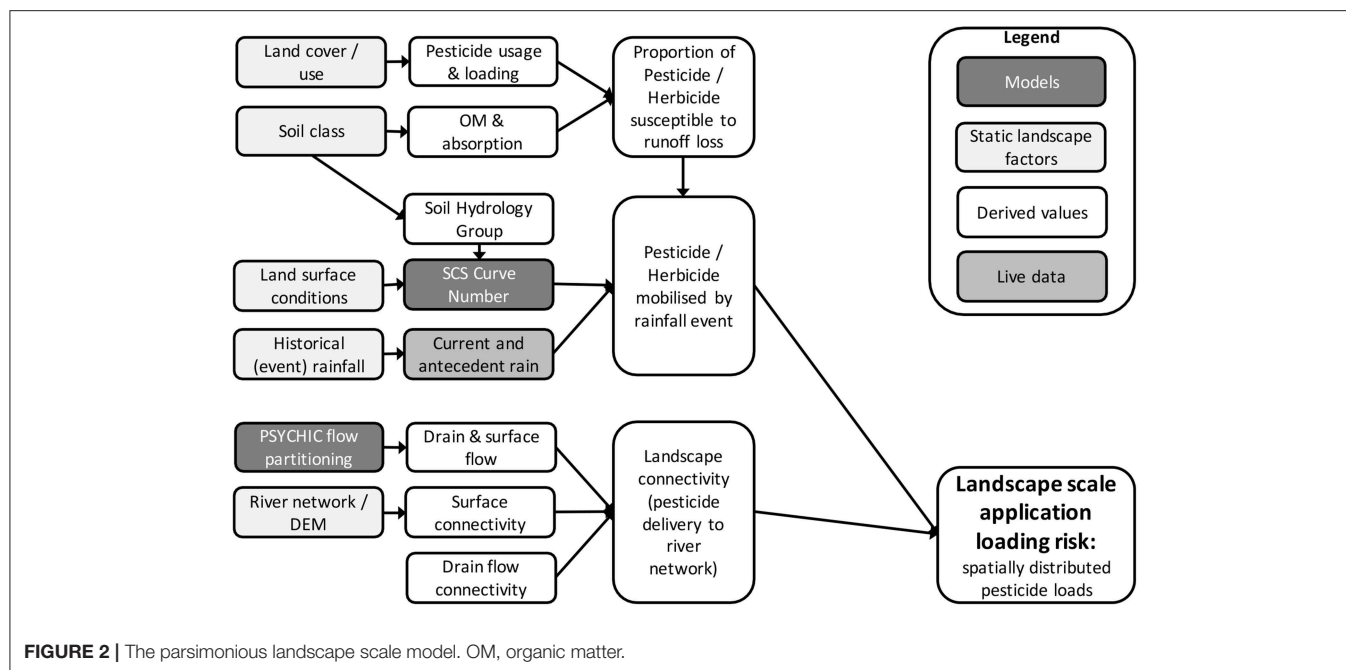 Land cover /
use
Pesticide usage
& loading
Proportion of
Pesticide /
Herbicide
susceptible to
runoff loss
Soil class
OM &
absorption
Soil Hydrology
Group
Land surface
conditions
SCS Curve
Number
Pesticide /
Herbicide
mobilised by
rainfall event
Historical
(event) rainfall
Current and
antecedent rain
PSYCHIC flow
partitioning
Drain & surface
flow
Landscape
connectivity
(pesticide
delivery to
river
network)
River network /
DEM
Surface
connectivity
Drain flow
connectivity
Legend
Models
Static landscape
factors
Derived values
Live data
Landscape scale
application
loading risk:
spatially distributed
pesticide loads
FIGURE 2 | The parsimonious landscape scale model. OM, organic matter.